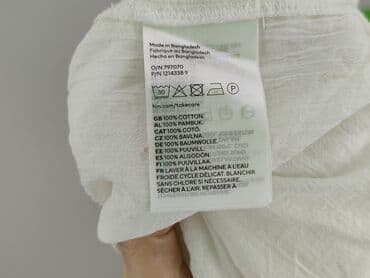 Made in Bangladesh
Fabriqué au Bangladesh
Hecho en Bangladesh
O/N 797070
P/N 1214338 9
30
P
hm.com/takecare
GB 100% COTTON.
AL 100% PAMBUK.
CAT 100% COTÓ.
CZ 100% BAVLNA.
DE 100% BAUMWOLLE.
EE 100% PUUVILL.
ES 100% ALGODÓN.
FI 100% PUUVILLAA.
FR LAVER À LA MACHINE À L'EAU
FROIDE CYCLE DÉLICAT. BLANCHIR
SANS CHLORE SI NÉCESSAIRE.
SÉCHER À L'AIR. REPASSER À